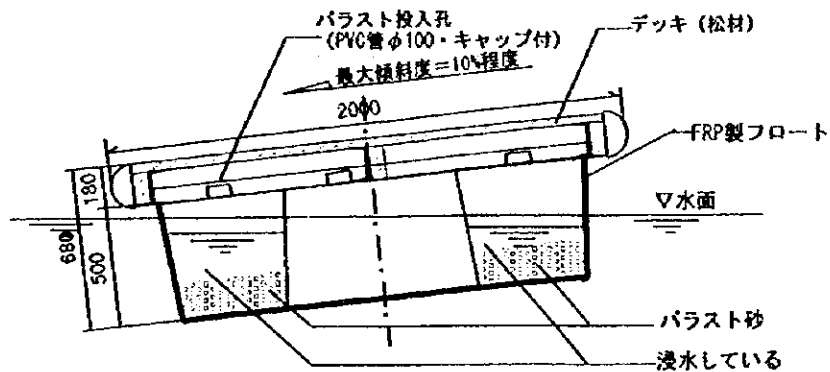 パラスト投入孔
(PVC管φ100・キャップ付)
デッキ(松材)
最大傾斜度=10%程度
2000
FRP製フロート
180
▽水面
680
500
パラスト砂
浸水している